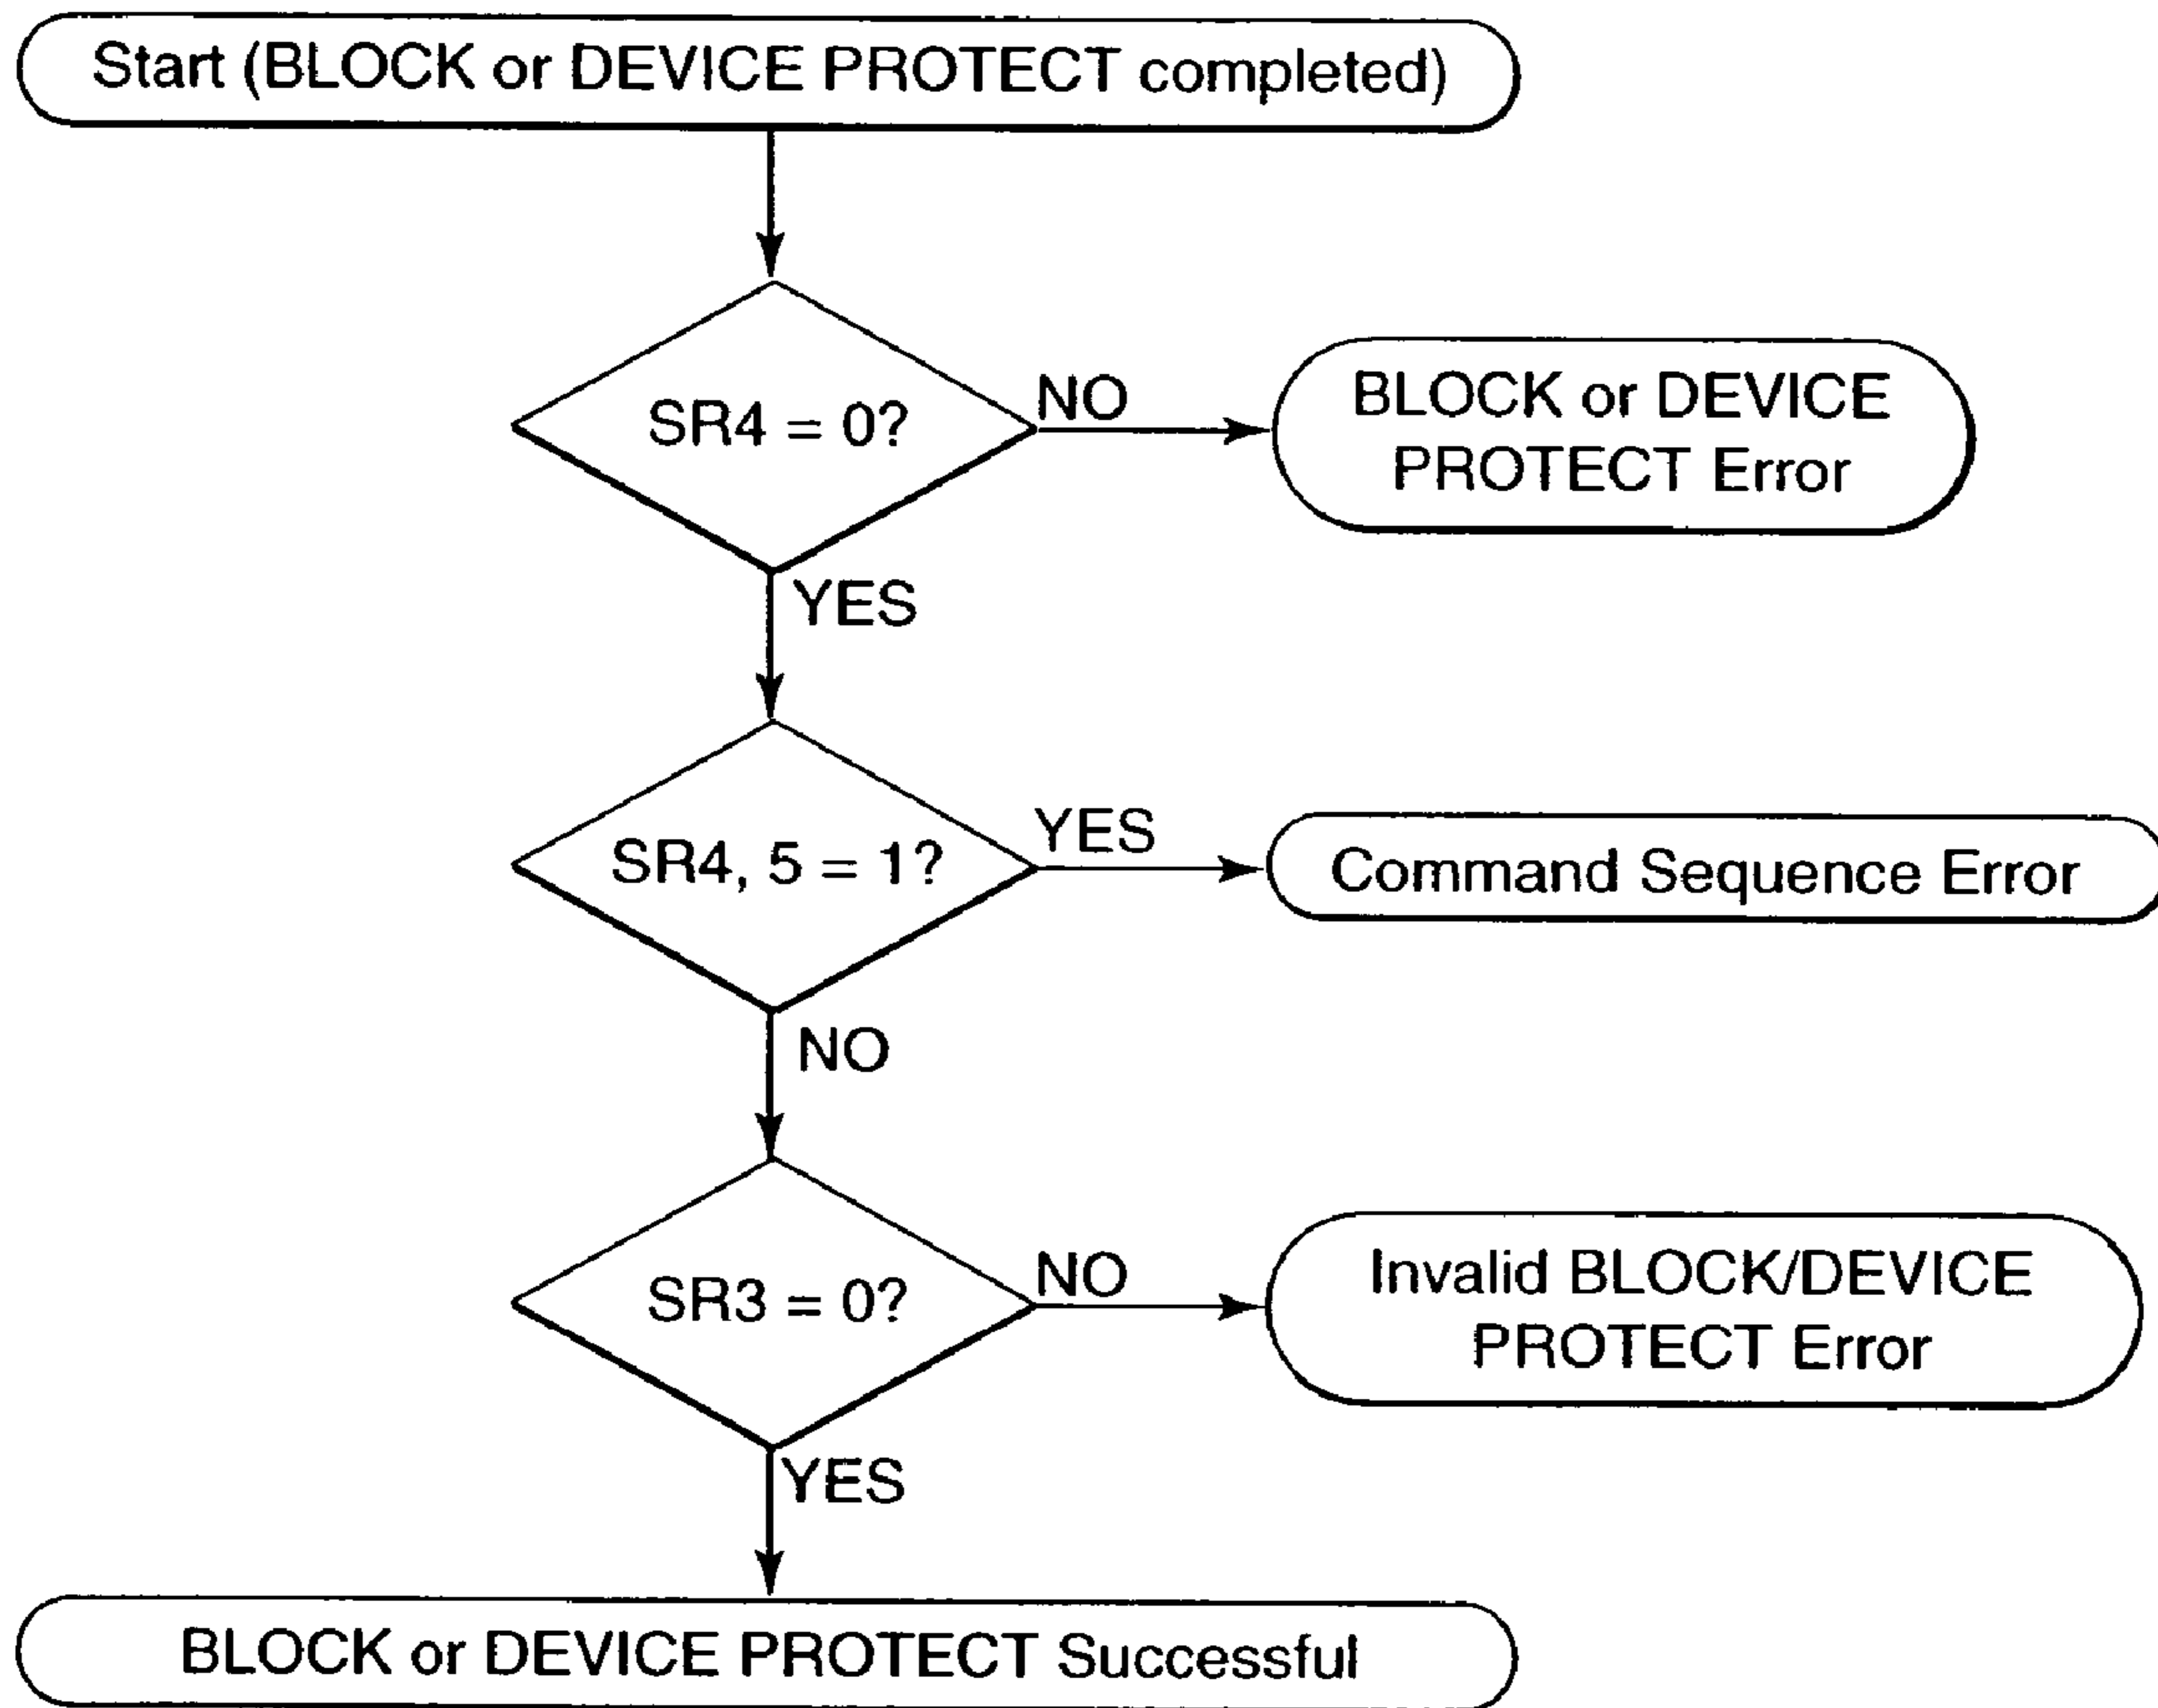 Start (BLOCK or DEVICE PROTECT completed)
SR4 = 0?
NO
BLOCK or DEVICE
PROTECT Error
YES
SR4, 5 = 1?
YES
Command Sequence Error
NO
SR3 = 0?
NO
Invalid BLOCK/DEVICE
PROTECT Error
YES
BLOCK or DEVICE PROTECT Successful